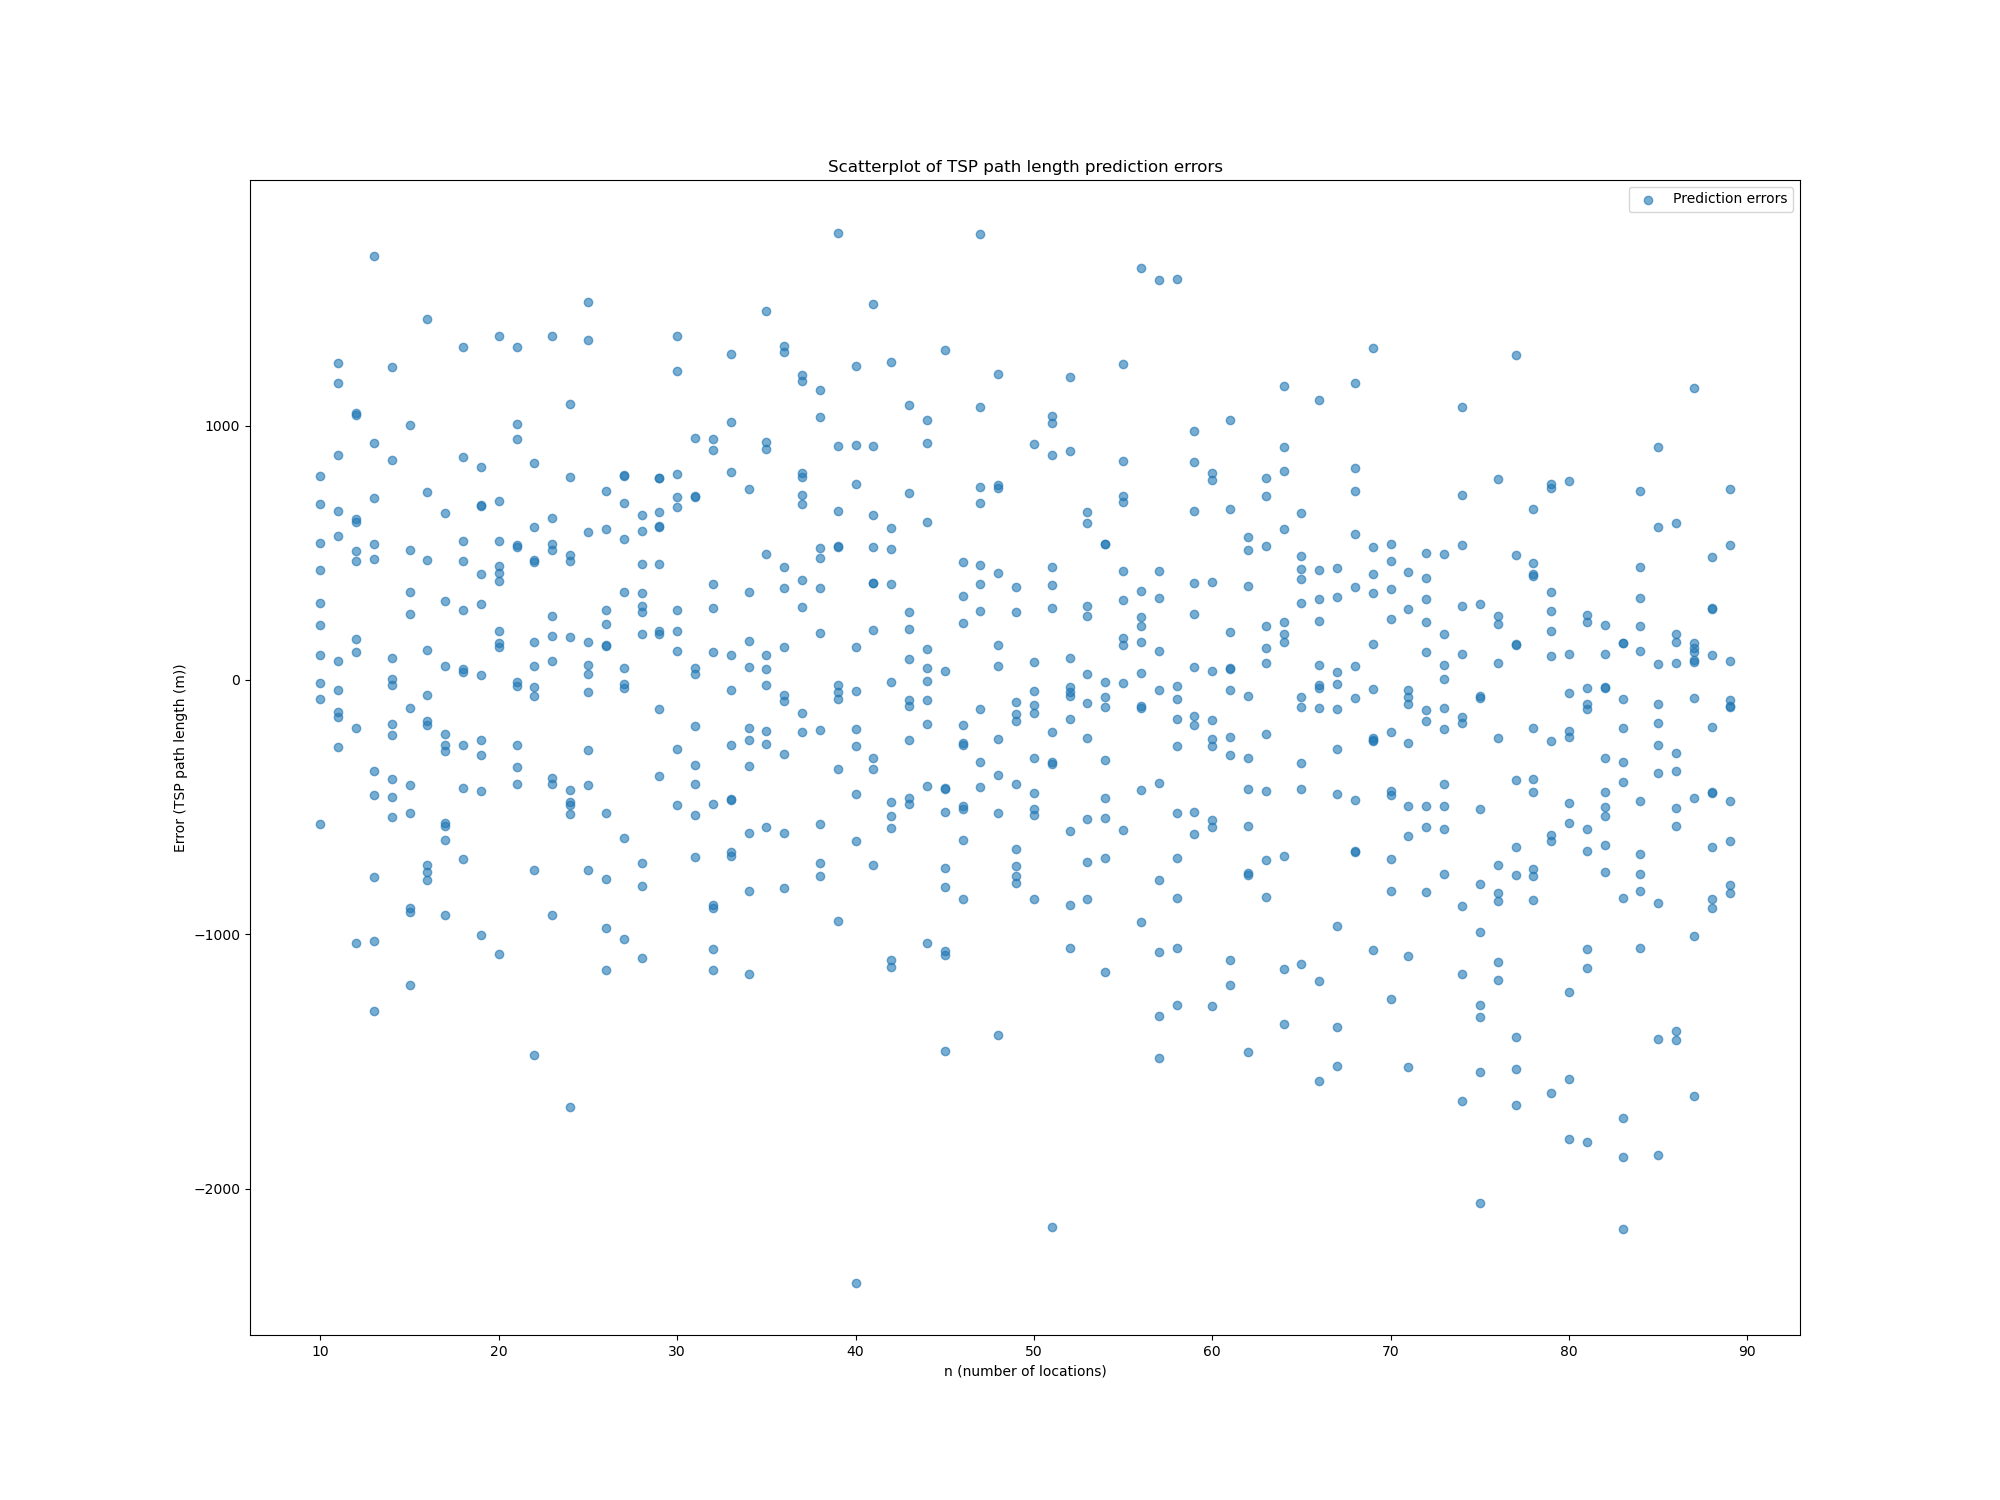 Scatterplot of TSP path length prediction errors
Prediction errors
Error (TSP path length (m))
1000
0
−1000
−2000
10 20 30 40 50 60 70 80 90
n (number of locations)